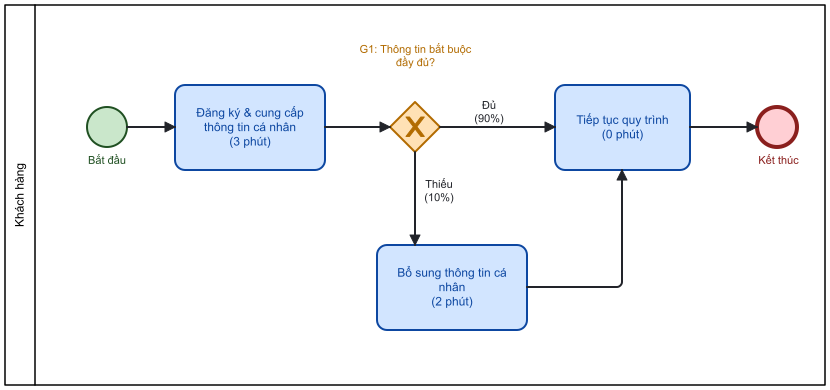 Khách hàng
Bắt đầu
Đăng ký & cung cấp
thông tin cá nhân
(3 phút)
G1: Thông tin bắt buộc
đầy đủ?
X
Đủ
(90%)
Thiếu
(10%)
Bổ sung thông tin cá
nhân
(2 phút)
Tiếp tục quy trình
(0 phút)
Kết thúc